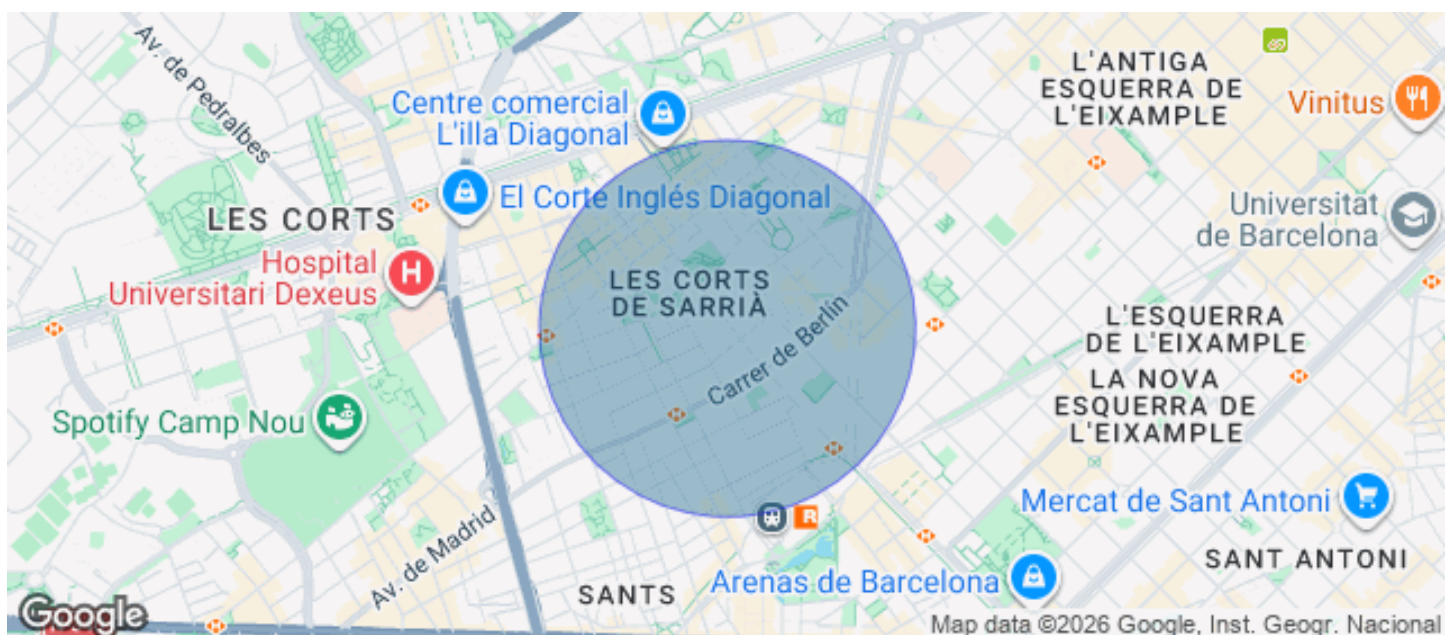 Av. de Pedralbes
Centre comercial
L'illa Diagonal
L'ANTIGA
ESQUERRA DE
L'EIXAMPLE
Vinitus
El Corte Inglés Diagonal
LES CORTS
Universitat
de Barcelona
Hospital
Universitari Dexeus
H
LES CORTS
DE SARRIÀ
L'ESQUERRA
DE L'EIXAMPLE
Carrer de Berlín
LA NOVA
ESQUERRA DE
L'EIXAMPLE
Spotify Camp Nou
Mercat de Sant Antoni
R
Av. de Madrid
SANT ANTONI
Arenas de Barcelona
SANTS
Google
Map data ©2026 Google, Inst. Geogr. Nacional